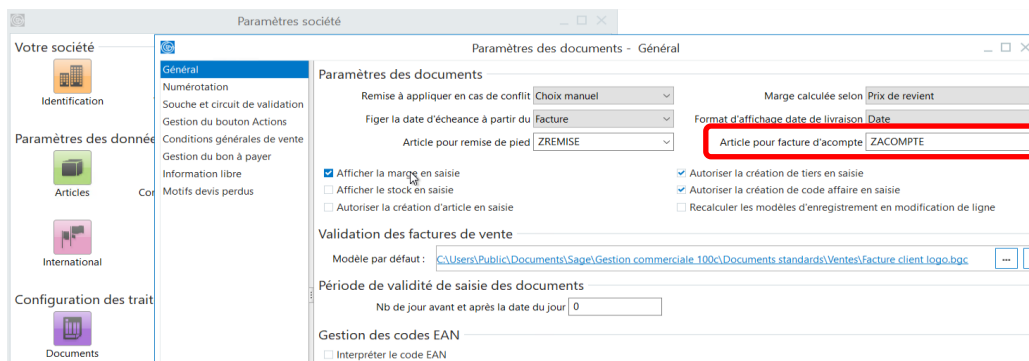 Paramètres société
Votre société
Identification
Paramètres des donnée
Articles
Cor
International
Configuration des trait
Documents
Paramètres des documents - Général
Général
Numérotation
Souche et circuit de validation
Gestion du bouton Actions
Conditions générales de vente
Gestion du bon à payer
Information libre
Motifs devis perdus
Paramètres des documents
Remise à appliquer en cas de conflit Choix manuel
Marge calculée selon Prix de revient
Figer la date d'écheance à partir du Facture
Format d'affichage date de livraison Date
Article pour remise de pied ZREMISE
Article pour facture d'acompte ZACOMPTE
Afficher la marge en saisie
Autoriser la création de tiers en saisie
Afficher le stock en saisie
Autoriser la création de code affaire en saisie
Autoriser la création d'article en saisie
Recalculer les modèles d'enregistrement en modification de ligne
Validation des factures de vente
Modèle par défaut : C:\Users\Public\Documents\Sage\Gestion commerciale 100c\Documents standards\Ventes\Facture client logo.bgc ...
Période de validité de saisie des documents
Nb de jour avant et après la date du jour 0
Gestion des codes EAN
Interpréter le code EAN